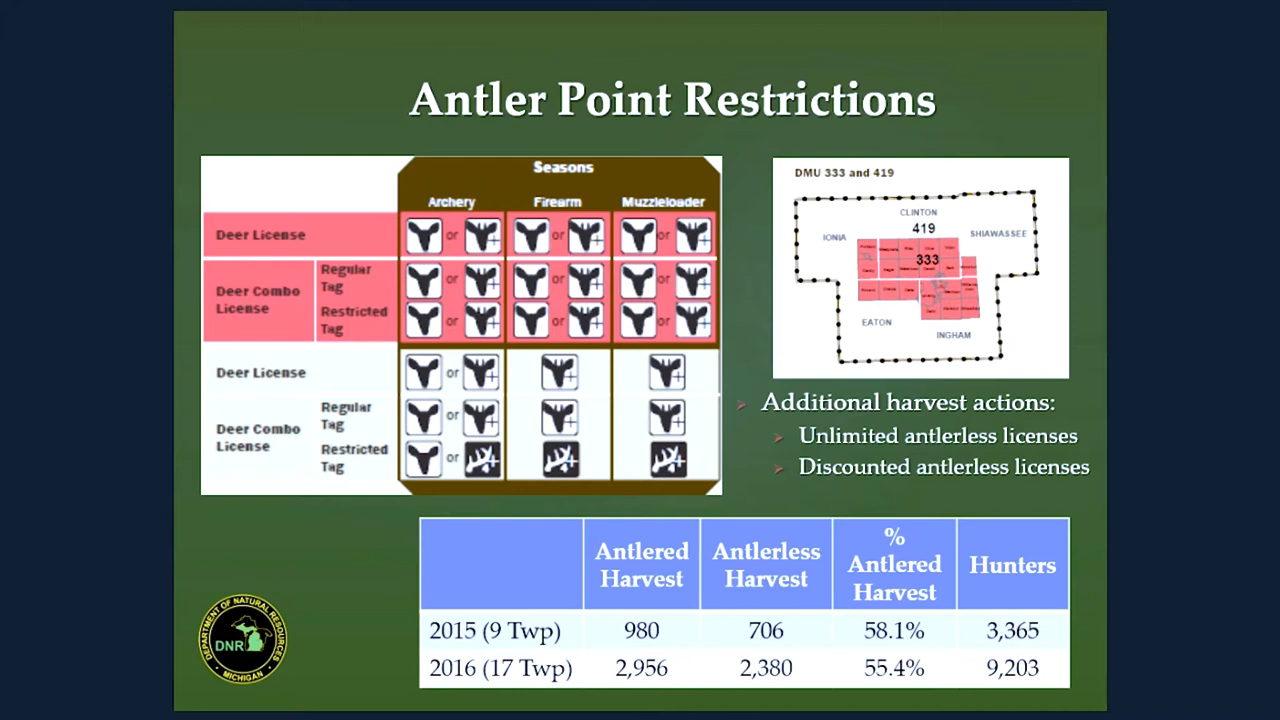 Antler Point Restrictions
Seasons
Archery Firearm Muzzleloader
Deer License or or or
Deer Combo License Regular Tag or or or
Restricted Tag or or or
Deer License or
Deer Combo License Regular Tag or
Restricted Tag or
DMU 333 and 419
CLINTON
419
IONIA
SHIAWASSEE
333
EATON
INGHAM
Additional harvest actions:
Unlimited antlerless licenses
Discounted antlerless licenses
Antlered Harvest Antlerless Harvest % Antlered Harvest Hunters
2015 (9 Twp) 980 706 58.1% 3,365
2016 (17 Twp) 2,956 2,380 55.4% 9,203
DEPARTMENT OF NATURAL RESOURCES
DNR
MICHIGAN